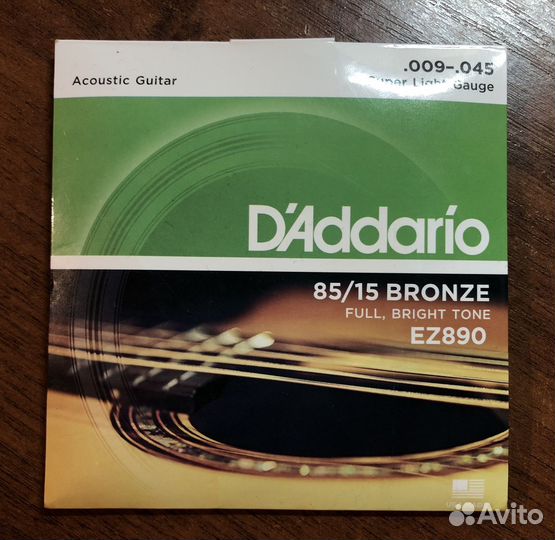 .009–.045
Acoustic Guitar
Super Light Gauge
D'Addario
85/15 BRONZE
FULL, BRIGHT TONE
EZ890
Avito